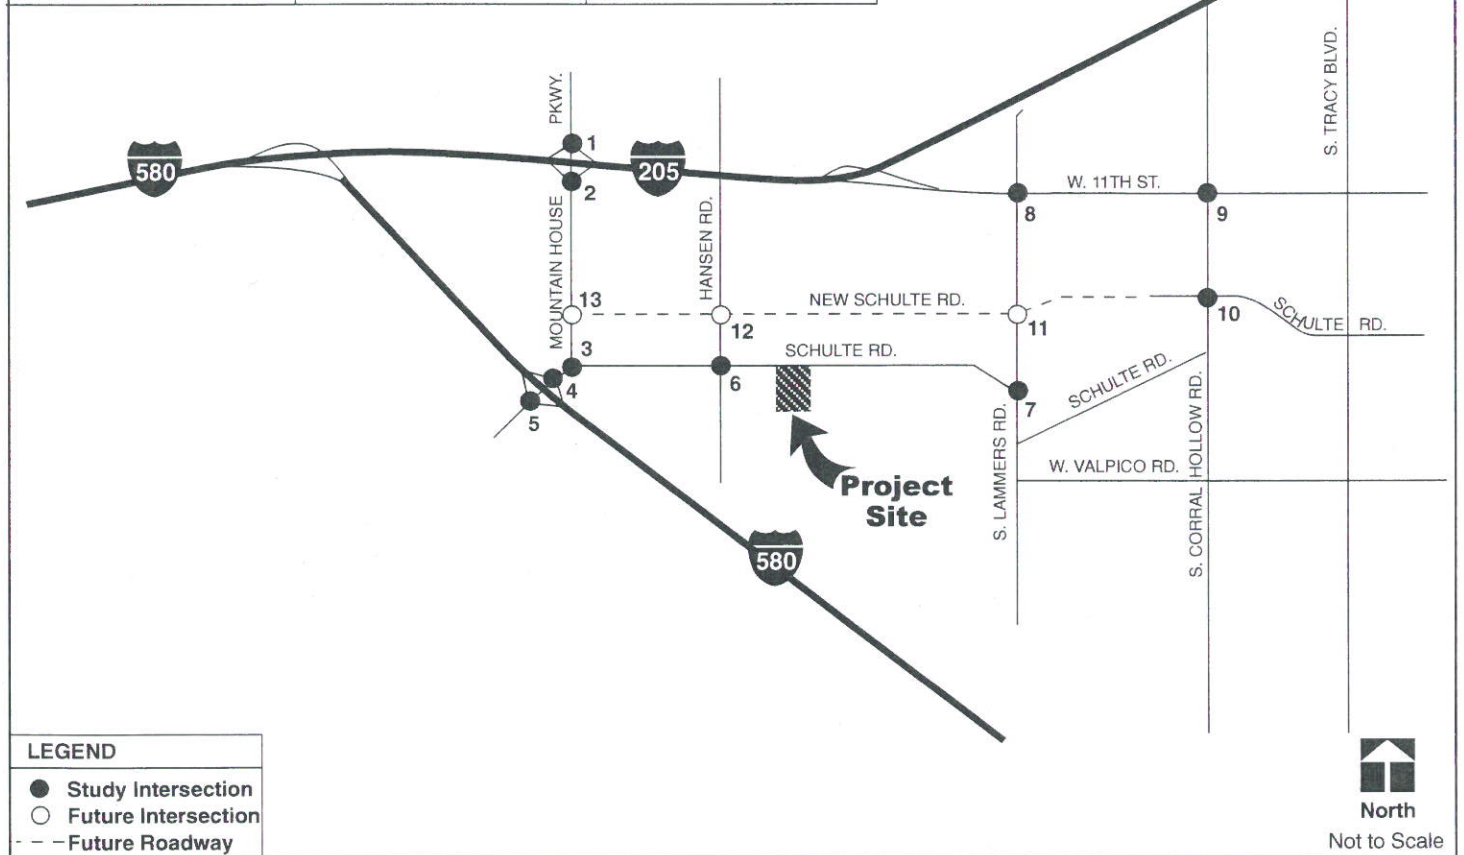 S. TRACY BLVD.
MOUNTAIN HOUSE PKWY.
1
580
205
2
HANSEN RD.
W. 11TH ST.
8
9
13
NEW SCHULTE RD.
12
11
10
SCHULTE RD.
3
SCHULTE RD.
4
6
5
7
SCHULTE RD.
S. LAMMERS RD.
S. CORRAL HOLLOW RD.
W. VALPICO RD.
Project
Site
580
LEGEND
Study Intersection
Future Intersection
Future Roadway
North
Not to Scale